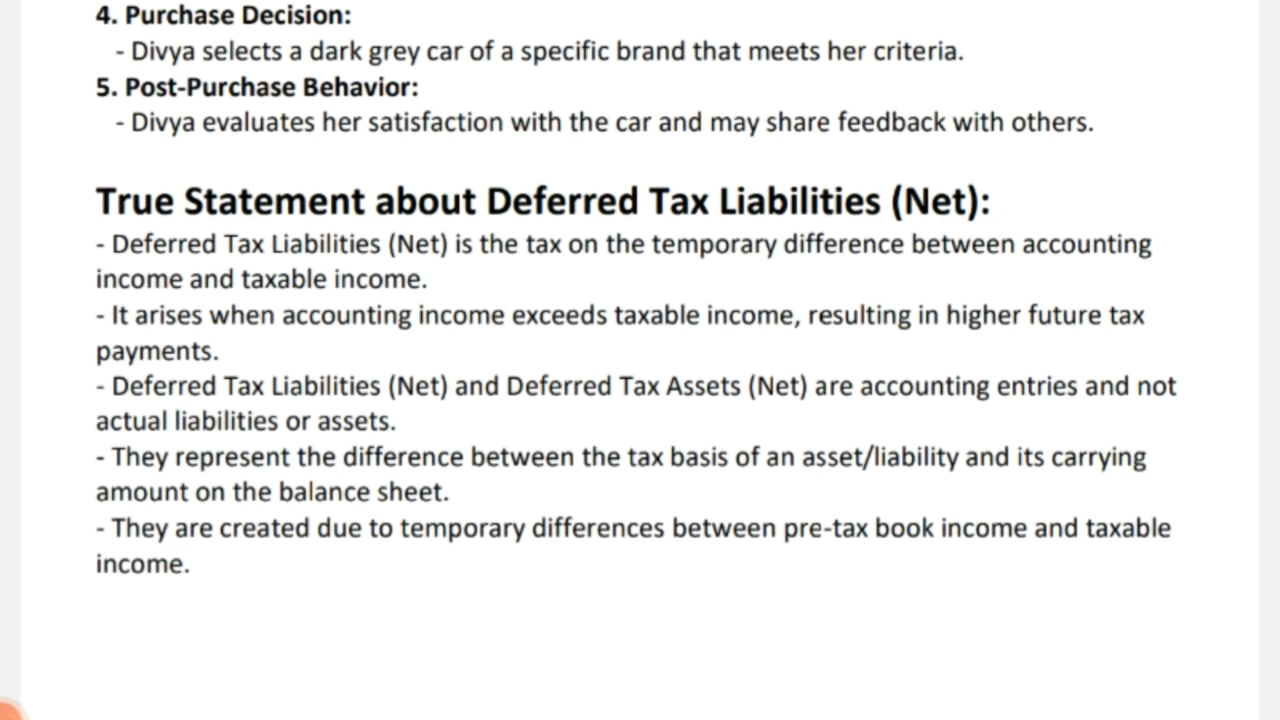 4. Purchase Decision:
- Divya selects a dark grey car of a specific brand that meets her criteria.
5. Post-Purchase Behavior:
- Divya evaluates her satisfaction with the car and may share feedback with others.
True Statement about Deferred Tax Liabilities (Net):
- Deferred Tax Liabilities (Net) is the tax on the temporary difference between accounting
income and taxable income.
- It arises when accounting income exceeds taxable income, resulting in higher future tax
payments.
- Deferred Tax Liabilities (Net) and Deferred Tax Assets (Net) are accounting entries and not
actual liabilities or assets.
- They represent the difference between the tax basis of an asset/liability and its carrying
amount on the balance sheet.
- They are created due to temporary differences between pre-tax book income and taxable
income.